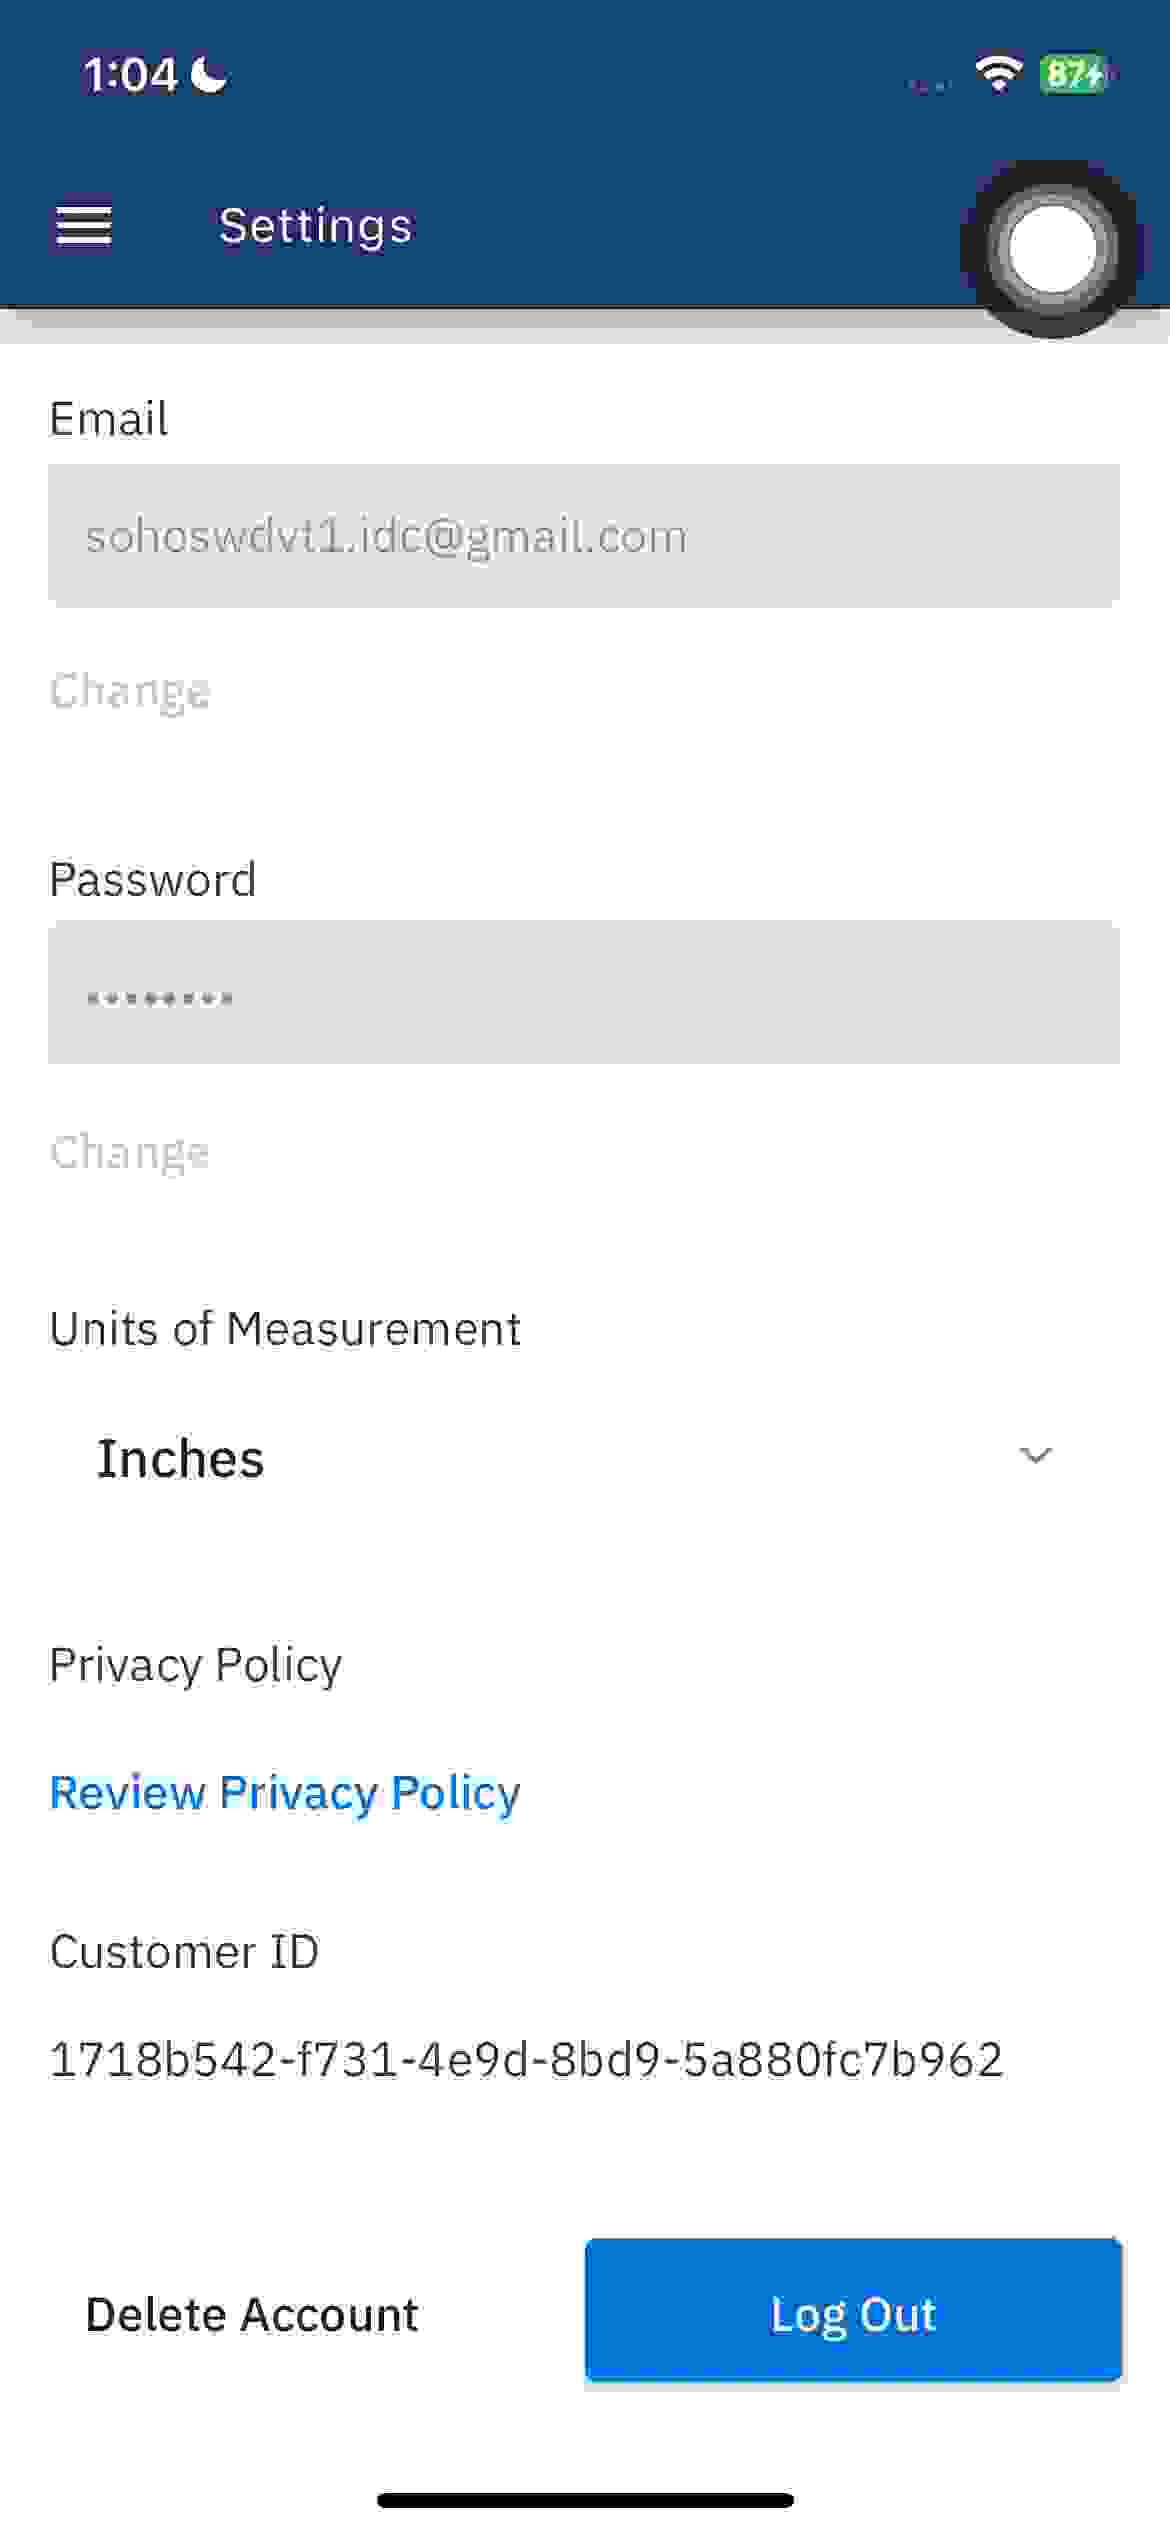 1:04
87
Settings
Email
sohoswdvt1.idc@gmail.com
Change
Password
••••••••
Change
Units of Measurement
Inches
Privacy Policy
Review Privacy Policy
Customer ID
1718b542-f731-4e9d-8bd9-5a880fc7b962
Delete Account
Log Out